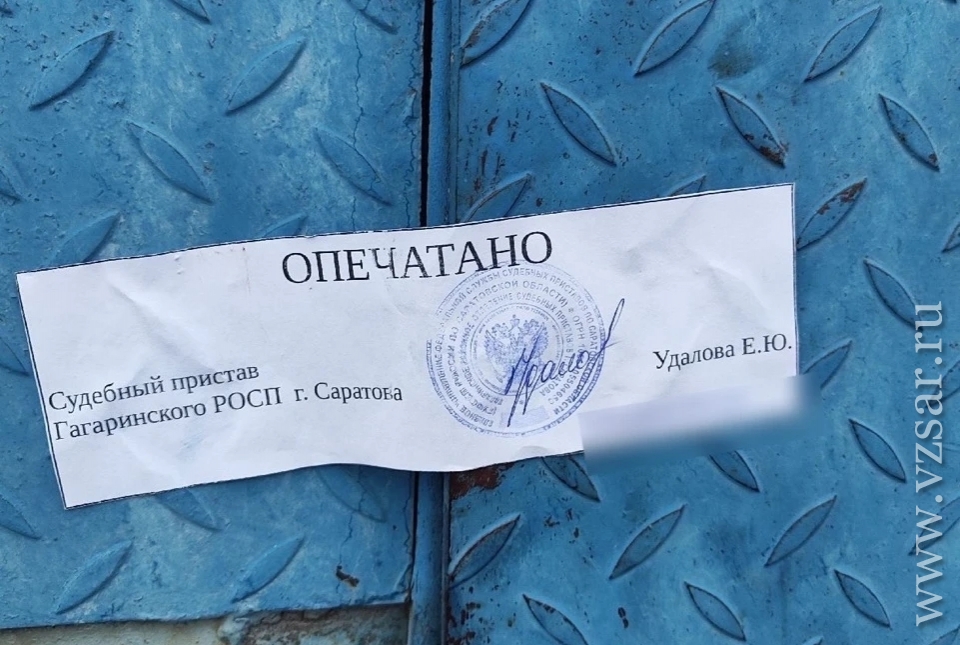 ОПЕЧАТАНО
Судебный пристав
Гагаринского РОСП г. Саратова
Удалова Е.Ю.
www.vzsar.ru